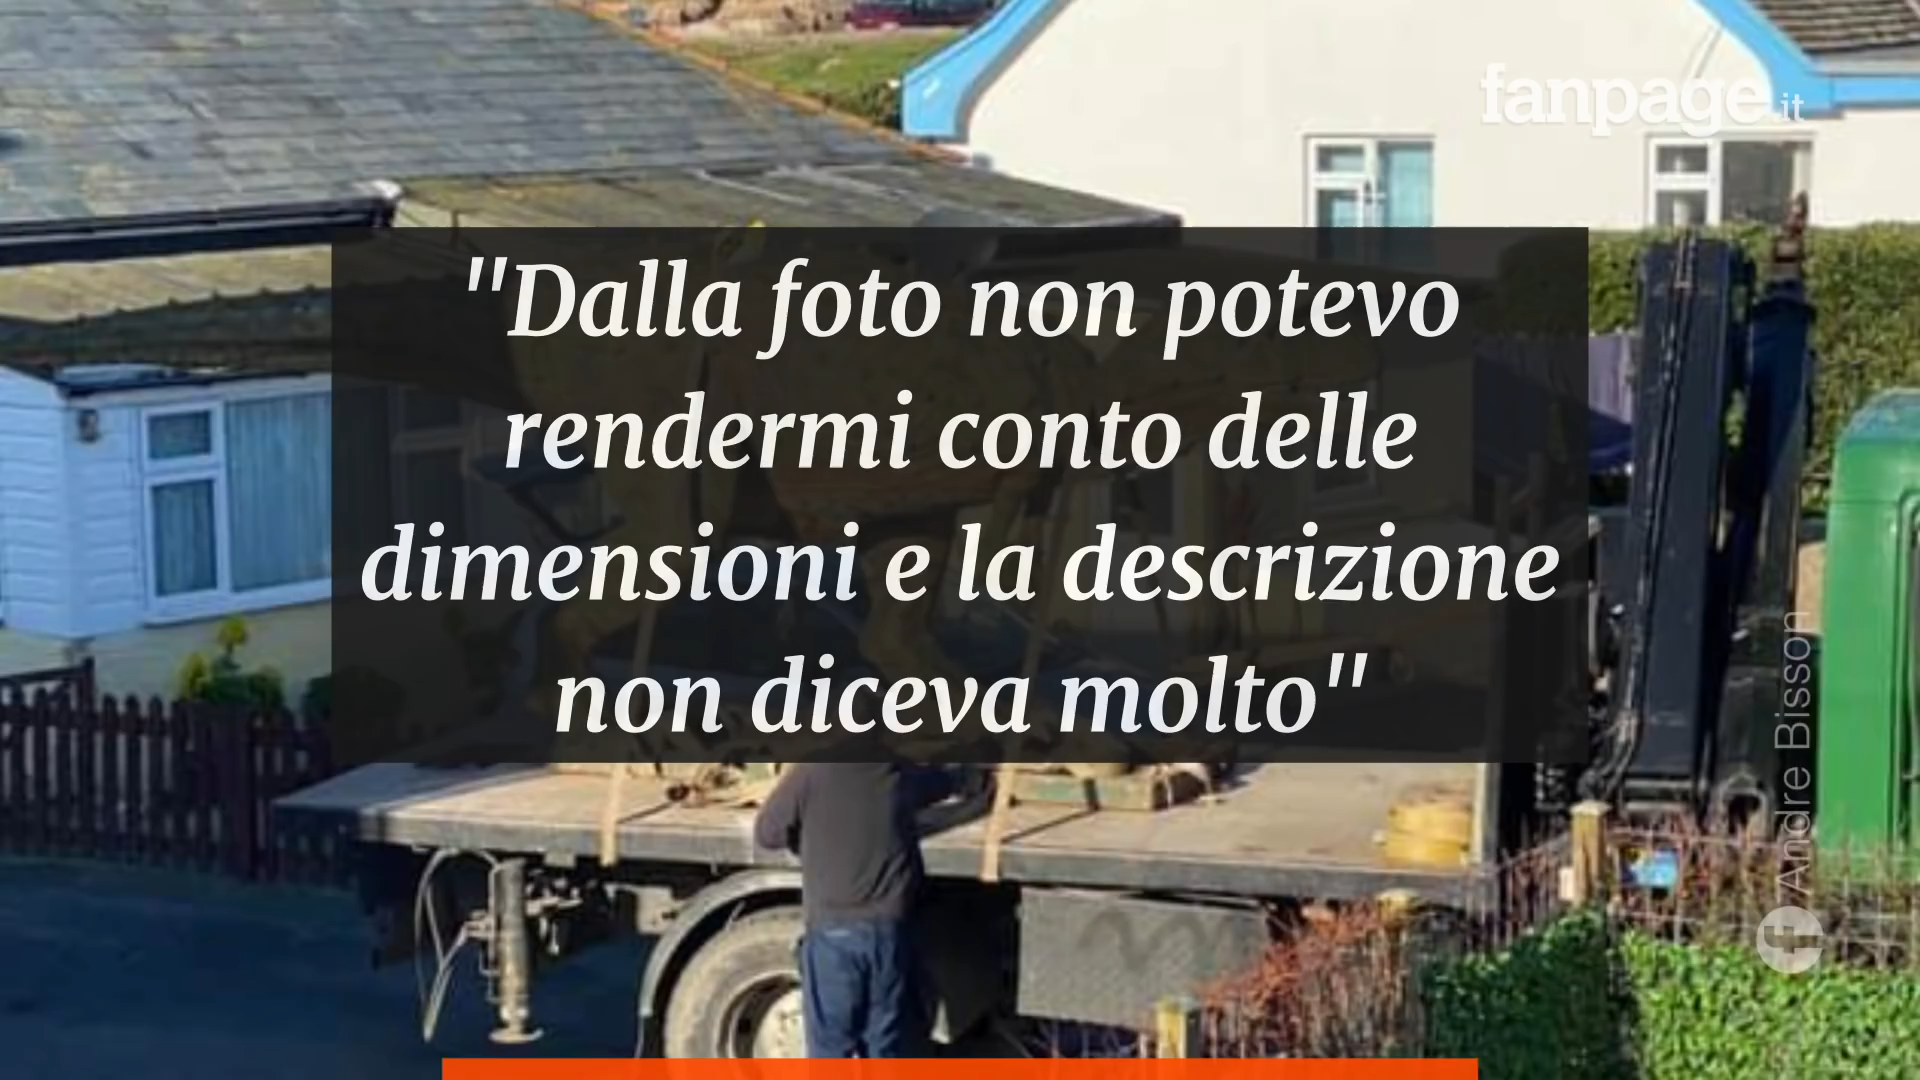 fanpage.it
"Dalla foto non potevo
rendermi conto delle
dimensioni e la descrizione
non diceva molto"
Andre Bisson